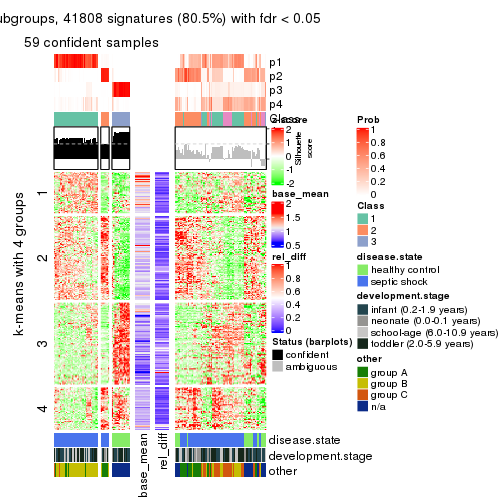 ubgroups, 41808 signatures (80.5%) with fdr < 0.05
59 confident samples
p1
p2
p3
p4
Class
k-means with 4 groups
1
2
3
4
base_mean
rel_diff
disease.state
development.stage
other
z-score
2
1
0
-1
-2
Silhouette
score
base_mean
2
1.5
1
0.5
rel_diff
1
0.8
0.6
0.4
0.2
0
Status (barplots)
confident
ambiguous
Prob
1
0.8
0.6
0.4
0.2
0
Class
1
2
3
disease.state
healthy control
septic shock
development.stage
infant (0.2-1.9 years)
neonate (0.0-0.1 years)
school-age (6.0-10.9 years)
toddler (2.0-5.9 years)
other
group A
group B
group C
n/a